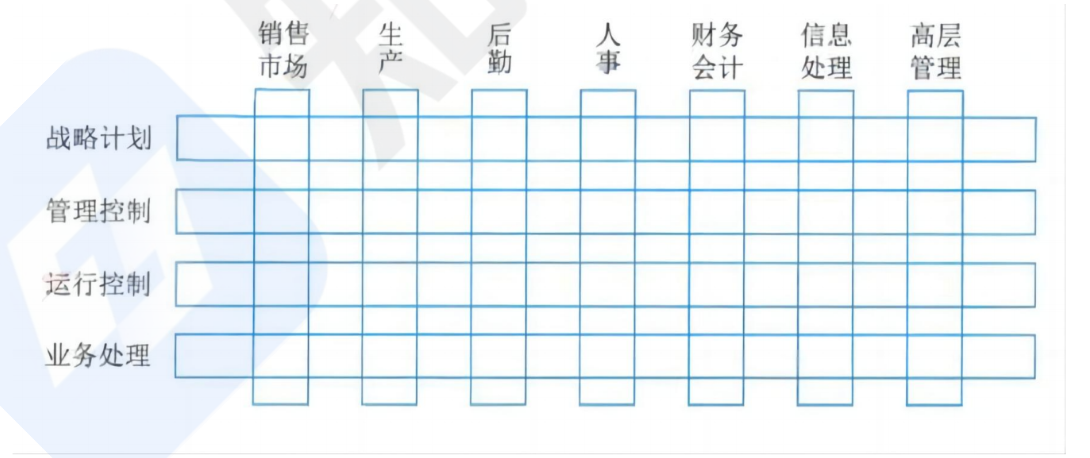 销售 生 后 人 财务 信息 高层
市场 产 勤 事 会计 处理 管理
战略计划
管理控制
运行控制
业务处理